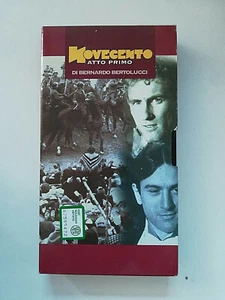 NOVECENTO
ATTO PRIMO
DI BERNARDO BERTOLUCCI